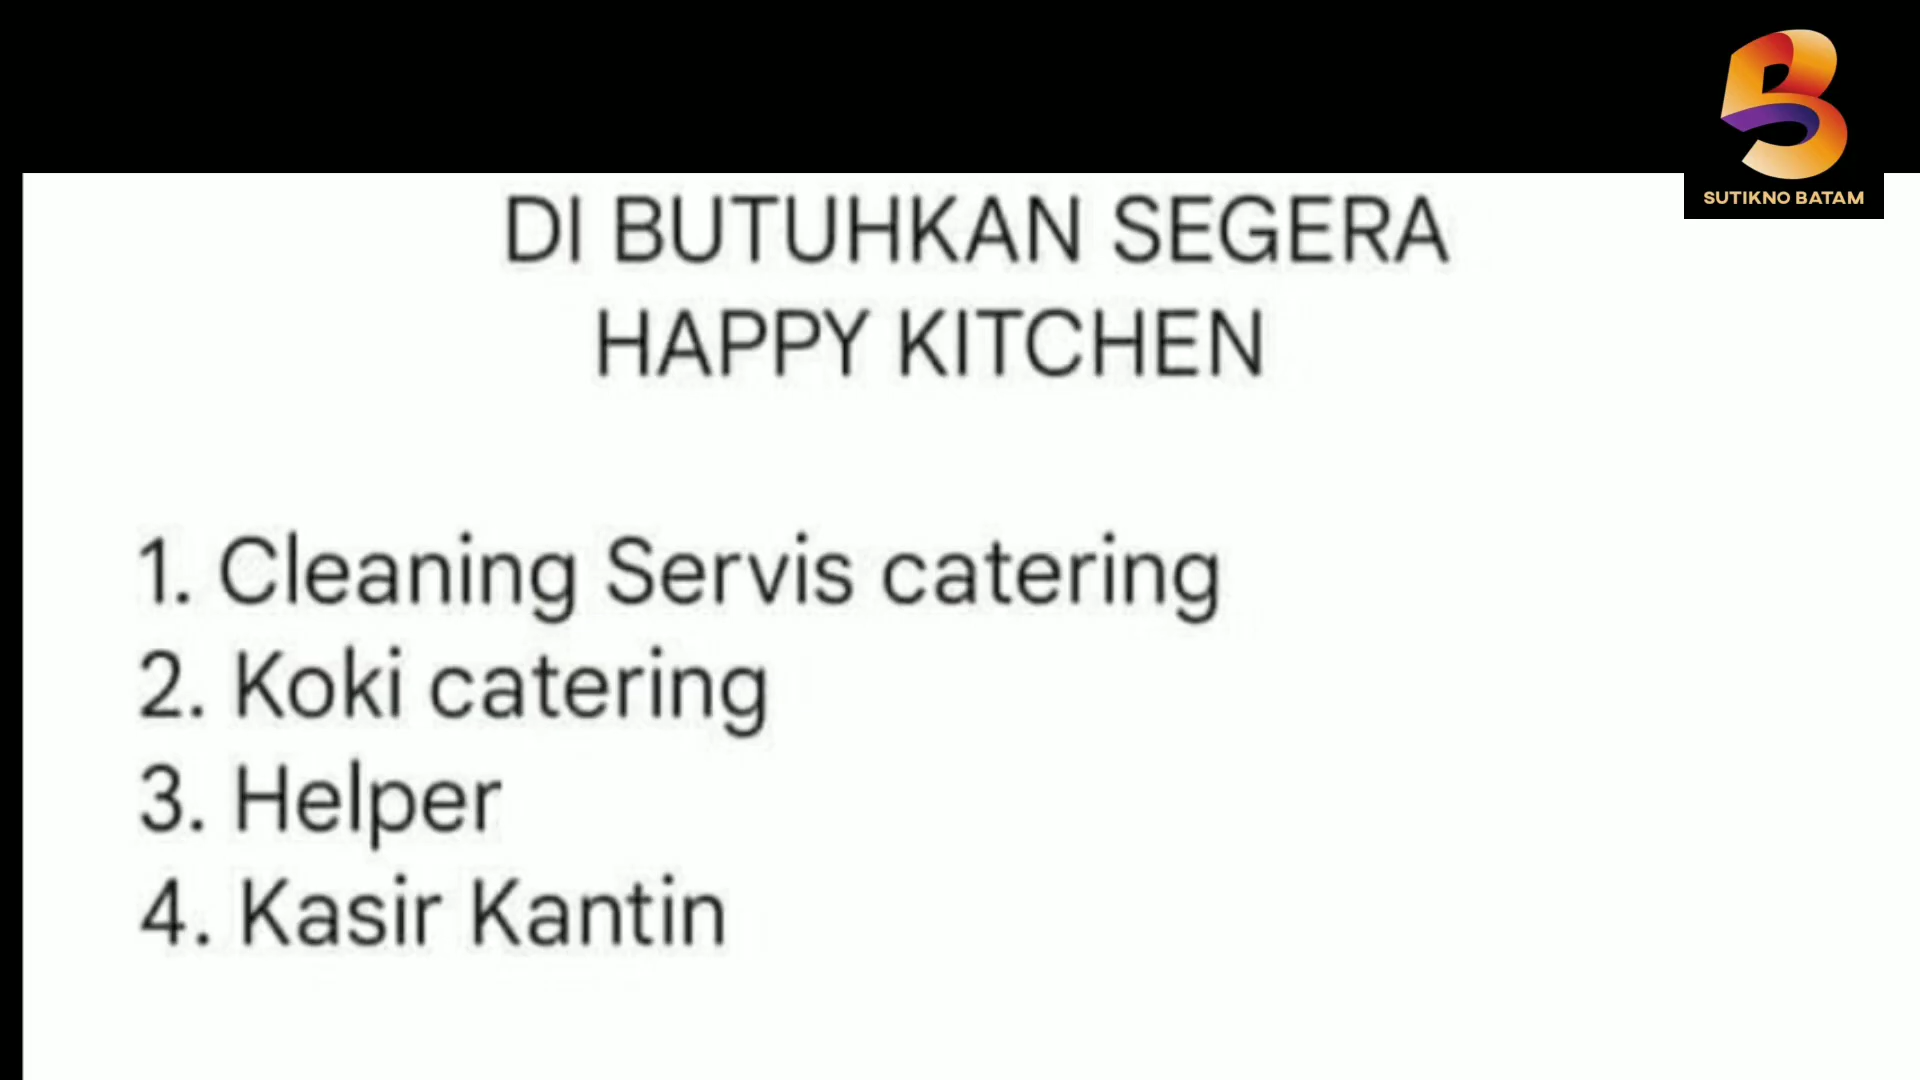 SUTIKNO BATAM
DI BUTUHKAN SEGERA
HAPPY KITCHEN
1. Cleaning Servis catering
2. Koki catering
3. Helper
4. Kasir Kantin